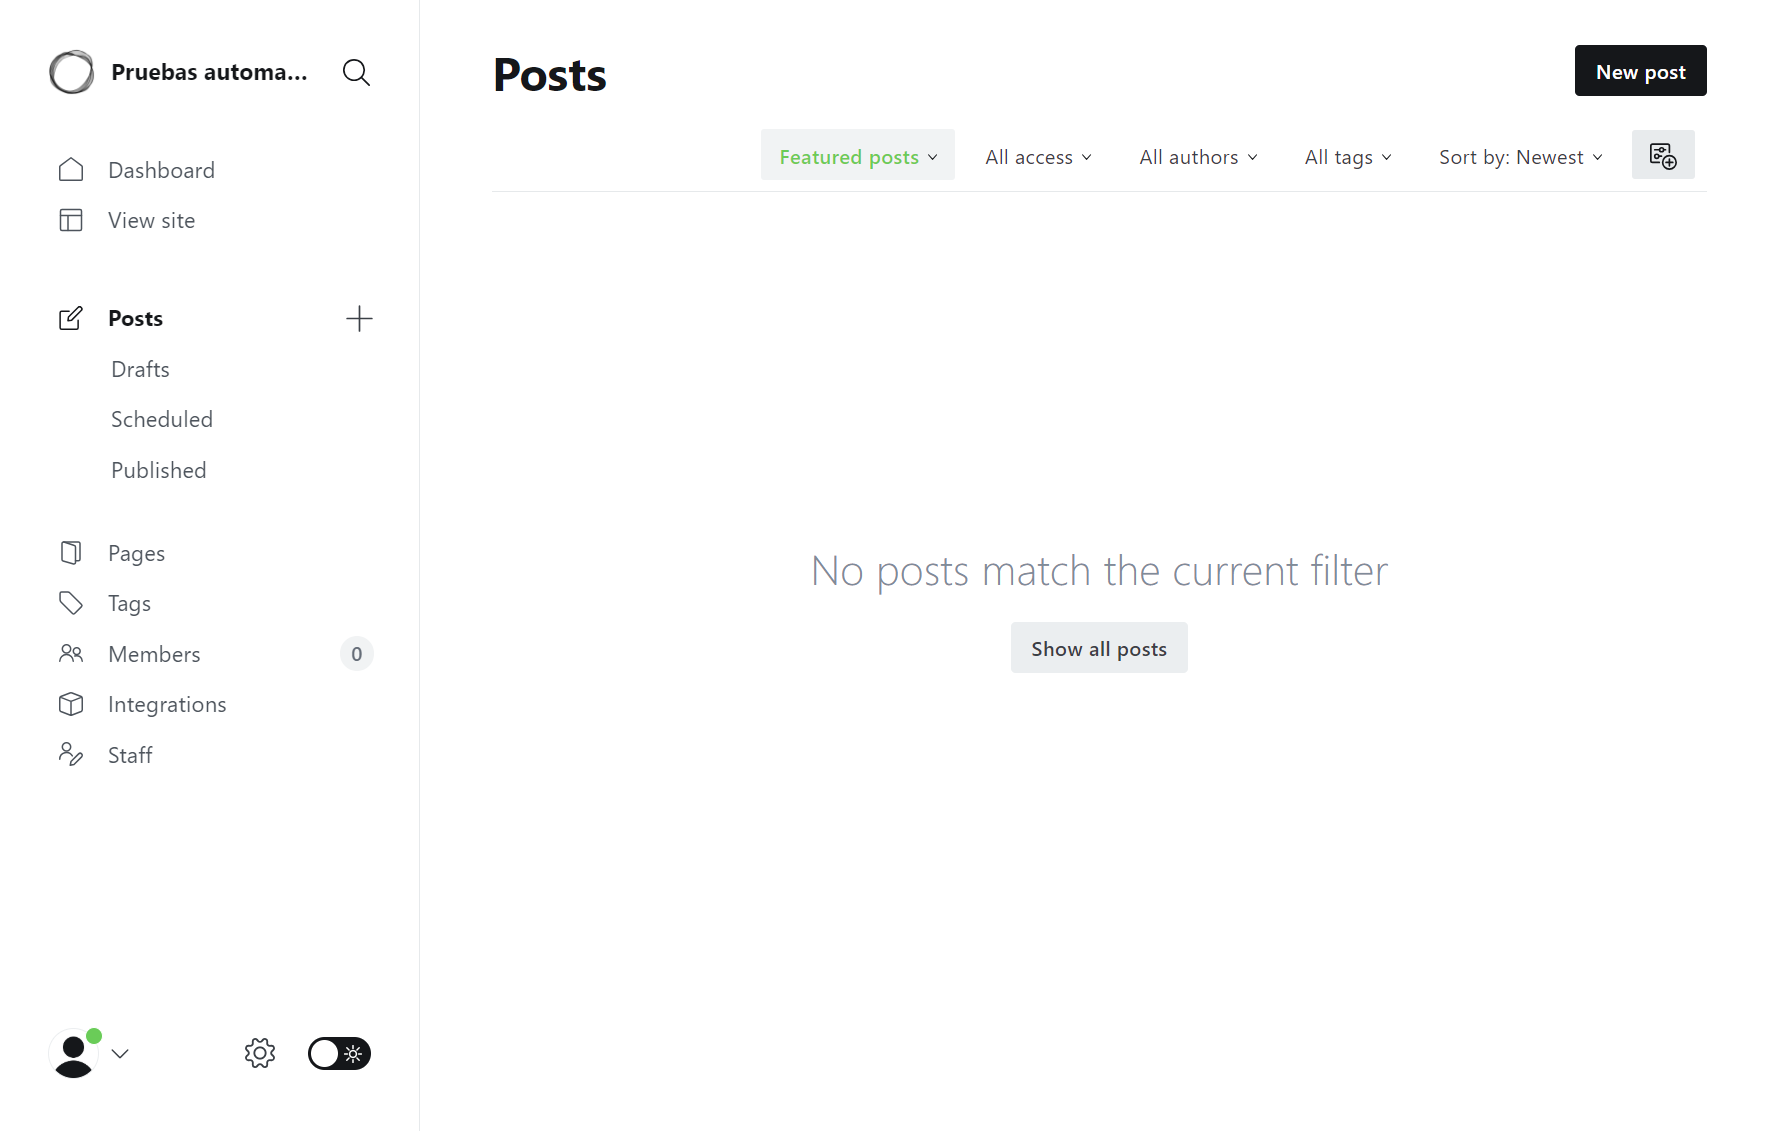 Pruebas automa...
Dashboard
View site
Posts
Drafts
Scheduled
Published
Pages
Tags
Members 0
Integrations
Staff
Posts
New post
Featured posts All access All authors All tags Sort by: Newest
No posts match the current filter
Show all posts